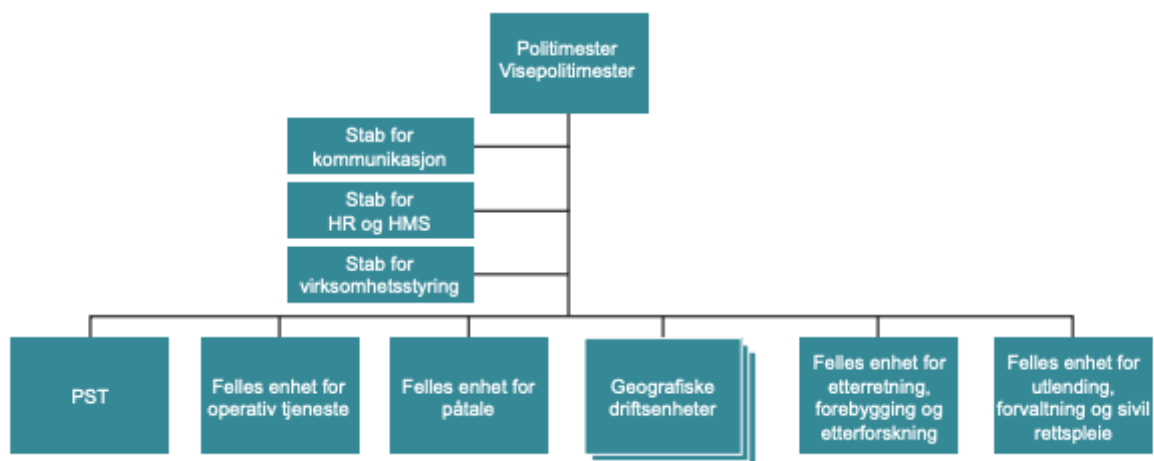 Politimester
Visepolitimester
Stab for
kommunikasjon
Stab for
HR og HMS
Stab for
virksomhetsstyring
PST
Felles enhet for
operativ tjeneste
Felles enhet for
påtale
Geografiske
driftsenheter
Felles enhet for
etterretning,
forebygging og
etterforskning
Felles enhet for
utlending,
forvaltning og sivil
rettspleie